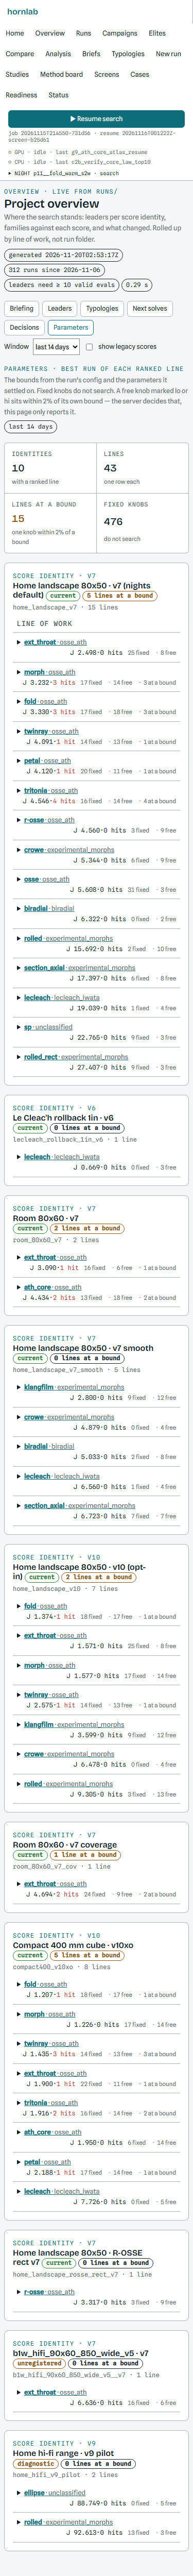 hornlab
Home Overview Runs Campaigns Elites
Compare Analysis Briefs Typologies New run
Studies Method board Screens Cases
Readiness Status
▶ Resume search
job 20261115T214550-731d56 · resume 20261116T001222Z-
screen-b25d61
GPU · idle · last g9_ath_core_atlas_resume
CPU · idle · last c2b_verify_core_law_top10
▶ NIGHT p11__fold_warm_s2w · search
OVERVIEW · LIVE FROM RUNS/
Project overview
Where the search stands: leaders per score identity,
families against each score, and what changed. Rolled up
by line of work, not run folder.
generated 2026-11-20T02:53:17Z
312 runs since 2026-11-06
leaders need ≥ 10 valid evals 0.29 s
Briefing Leaders Typologies Next solves
Decisions Parameters
Window last 14 days show legacy scores
PARAMETERS · BEST RUN OF EACH RANKED LINE
The bounds from the run's config and the parameters it
settled on. Fixed knobs do not search. A free knob marked lo or
hi sits within 2% of its own bound — the server decides that,
this page only reports it.
last 14 days
IDENTITIES
10
with a ranked line
LINES
43
one row each
LINES AT A BOUND
15
one knob within 2% of a
bound
FIXED KNOBS
476
do not search
SCORE IDENTITY · V7
Home landscape 80x50 · v7 (nights
default) current 5 lines at a bound
home_landscape_v7 · 15 lines
LINE OF WORK
▶ ext_throat · osse_ath
J 2.498 · 0 hits 25 fixed · 8 free
▶ morph · osse_ath
J 3.232 · 3 hits 17 fixed · 14 free · 3 at a bound
▶ fold · osse_ath
J 3.330 · 3 hits 17 fixed · 18 free · 3 at a bound
▶ twinray · osse_ath
J 4.091 · 1 hit 14 fixed · 13 free · 1 at a bound
▶ petal · osse_ath
J 4.120 · 1 hit 20 fixed · 11 free · 1 at a bound
▶ tritonia · osse_ath
J 4.546 · 4 hits 16 fixed · 14 free · 4 at a bound
▶ r-osse · osse_ath
J 4.560 · 0 hits 3 fixed · 9 free
▶ crowe · experimental_morphs
J 5.344 · 0 hits 6 fixed · 9 free
▶ osse · osse_ath
J 5.608 · 0 hits 31 fixed · 3 free
▶ biradial · biradial
J 6.322 · 0 hits 0 fixed · 2 free
▶ rolled · experimental_morphs
J 15.692 · 0 hits 2 fixed · 10 free
▶ section_axial · experimental_morphs
J 17.397 · 0 hits 6 fixed · 8 free
▶ lecleach · lecleach_iwata
J 19.039 · 0 hits 1 fixed · 4 free
▶ sp · unclassified
J 22.765 · 0 hits 9 fixed · 3 free
▶ rolled_rect · experimental_morphs
J 27.407 · 0 hits 9 fixed · 3 free
SCORE IDENTITY · V6
Le Cleac'h rollback 1in · v6
current 0 lines at a bound
lecleach_rollback_1in_v6 · 1 line
▶ lecleach · lecleach_iwata
J 0.669 · 0 hits 0 fixed · 3 free
SCORE IDENTITY · V7
Room 80x60 · v7
current 2 lines at a bound
room_80x60_v7 · 2 lines
▶ ext_throat · osse_ath
J 3.090 · 1 hit 16 fixed · 6 free · 1 at a bound
▶ ath_core · osse_ath
J 4.434 · 2 hits 13 fixed · 18 free · 2 at a bound
SCORE IDENTITY · V7
Home landscape 80x50 · v7 smooth
current 0 lines at a bound
home_landscape_v7_smooth · 5 lines
▶ klangfilm · experimental_morphs
J 2.800 · 0 hits 9 fixed · 12 free
▶ crowe · experimental_morphs
J 4.879 · 0 hits 0 fixed · 4 free
▶ biradial · biradial
J 5.033 · 0 hits 2 fixed · 8 free
▶ lecleach · lecleach_iwata
J 6.560 · 0 hits 1 fixed · 4 free
▶ section_axial · experimental_morphs
J 6.723 · 0 hits 7 fixed · 7 free
SCORE IDENTITY · V10
Home landscape 80x50 · v10 (opt-
in) current 2 lines at a bound
home_landscape_v10 · 7 lines
▶ fold · osse_ath
J 1.374 · 1 hit 18 fixed · 17 free · 1 at a bound
▶ ext_throat · osse_ath
J 1.571 · 0 hits 25 fixed · 8 free
▶ morph · osse_ath
J 1.577 · 0 hits 17 fixed · 14 free
▶ twinray · osse_ath
J 2.575 · 1 hit 14 fixed · 13 free · 1 at a bound
▶ klangfilm · experimental_morphs
J 3.599 · 0 hits 9 fixed · 12 free
▶ crowe · experimental_morphs
J 6.478 · 0 hits 0 fixed · 4 free
▶ rolled · experimental_morphs
J 9.305 · 0 hits 3 fixed · 13 free
SCORE IDENTITY · V7
Room 80x60 · v7 coverage
current 1 line at a bound
room_80x60_v7_cov · 1 line
▶ ext_throat · osse_ath
J 4.694 · 2 hits 24 fixed · 9 free · 2 at a bound
SCORE IDENTITY · V10
Compact 400 mm cube · v10xo
current 5 lines at a bound
compact400_v10xo · 8 lines
▶ fold · osse_ath
J 1.207 · 1 hit 18 fixed · 17 free · 1 at a bound
▶ morph · osse_ath
J 1.226 · 0 hits 17 fixed · 14 free
▶ twinray · osse_ath
J 1.435 · 3 hits 14 fixed · 13 free · 3 at a bound
▶ ext_throat · osse_ath
J 1.900 · 1 hit 22 fixed · 11 free · 1 at a bound
▶ tritonia · osse_ath
J 1.916 · 2 hits 16 fixed · 14 free · 2 at a bound
▶ ath_core · osse_ath
J 1.950 · 0 hits 6 fixed · 14 free
▶ petal · osse_ath
J 2.188 · 1 hit 17 fixed · 14 free · 1 at a bound
▶ lecleach · lecleach_iwata
J 7.726 · 0 hits 0 fixed · 5 free
SCORE IDENTITY · V7
Home landscape 80x50 · R-OSSE
rect v7 current 0 lines at a bound
home_landscape_rosse_rect_v7 · 1 line
▶ r-osse · osse_ath
J 3.317 · 0 hits 3 fixed · 9 free
SCORE IDENTITY · V7
b1w_hifi_90x60_850_wide_v5 · v7
unregistered 0 lines at a bound
b1w_hifi_90x60_850_wide_v5__v7 · 1 line
▶ ext_throat · osse_ath
J 6.636 · 0 hits 16 fixed · 6 free
SCORE IDENTITY · V9
Home hi-fi range · v9 pilot
diagnostic 0 lines at a bound
home_hifi_v9_pilot · 2 lines
▶ ellipse · unclassified
J 88.749 · 0 hits 0 fixed · 5 free
▶ rolled · experimental_morphs
J 92.613 · 0 hits 13 fixed · 3 free